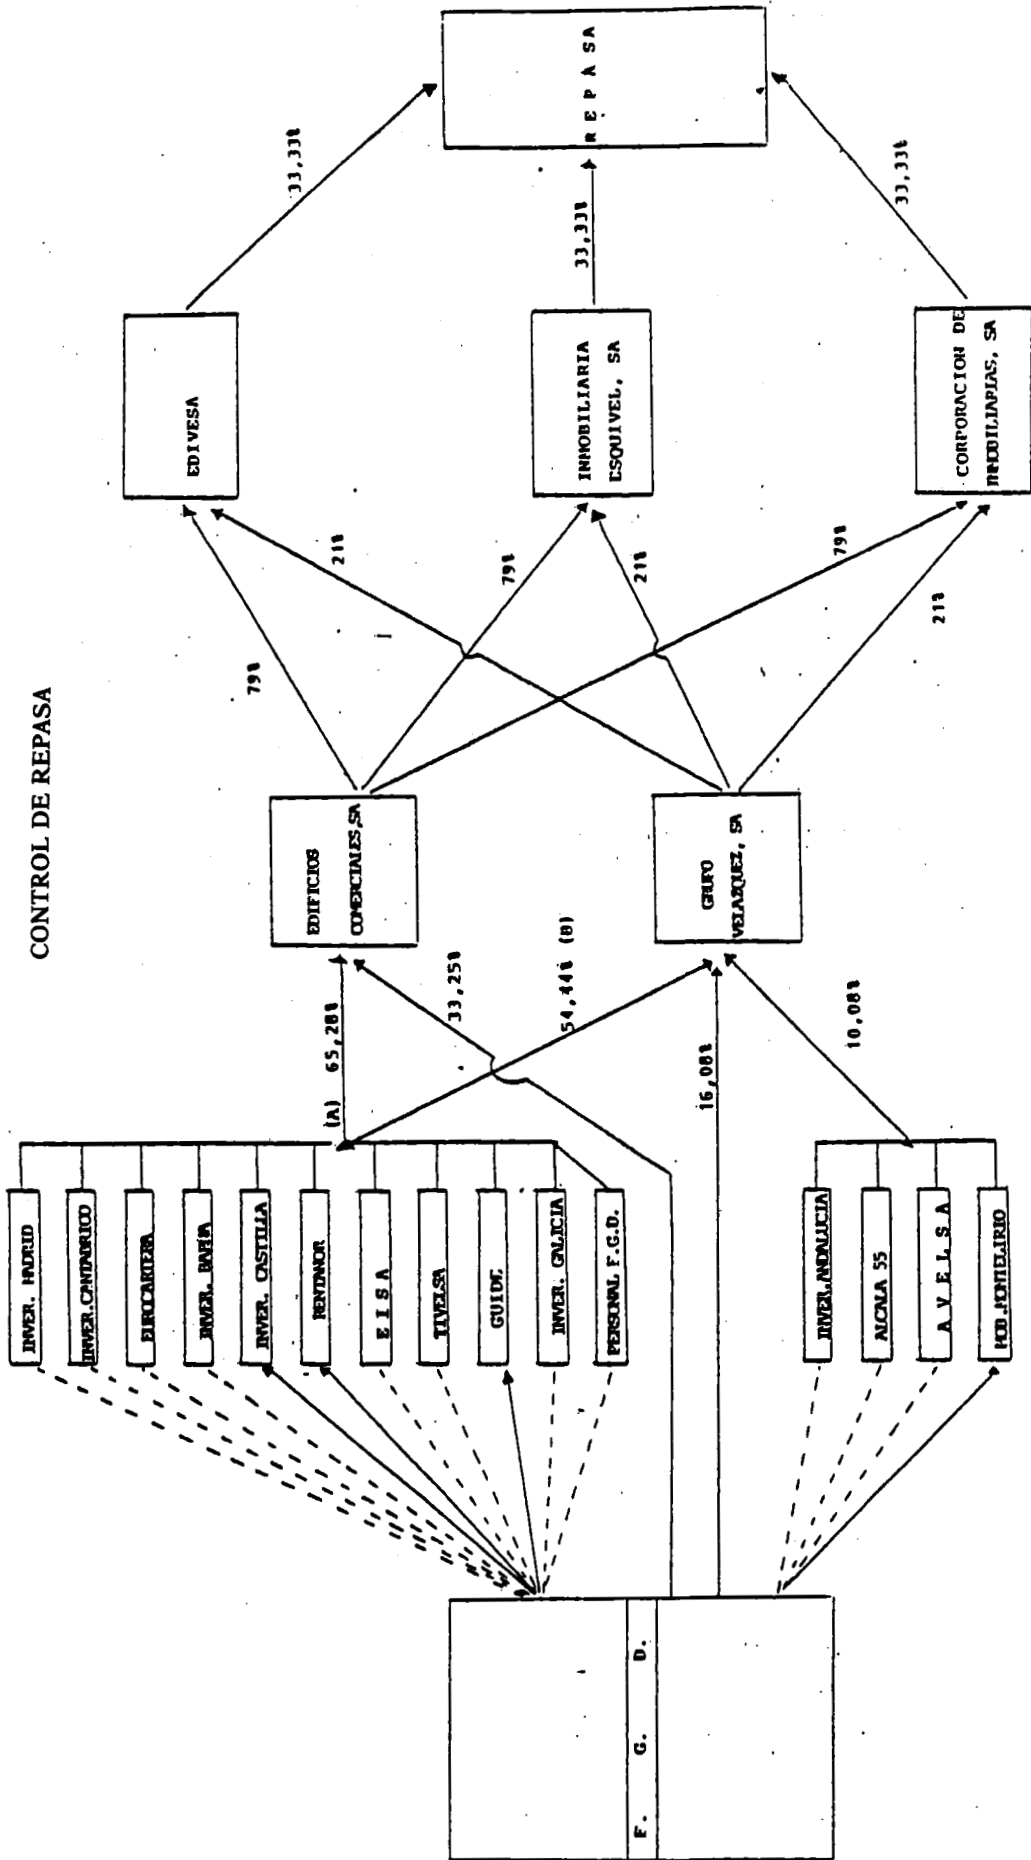 CONTROL DE REPASA
F. G. D.
INVER. MADRID
INVER.CANTABRICO
EUROCARTERA
INVER. BAHIA
INVER. CASTILLA
RENTANOR
E I S A
TIVELSA
GUIDE
INVER. GALICIA
PERSONAL F.G.D.
INVER.ANDALUCIA
ALCALA 55
A V E L S A
MOB.MONTELIRIO
(A) 65,28%
33,25%
54,44% (B)
16,08%
10,08%
EDIFICIOS
COMERCIALES,SA
GRUPO
VELAZQUEZ, SA
79%
21%
79%
21%
79%
21%
EDIVESA
INMOBILIARIA
ESQUIVEL, SA
CORPORACION DE
INMOBILIARIAS, SA
33,33%
33,33%
33,33%
R E P A S A